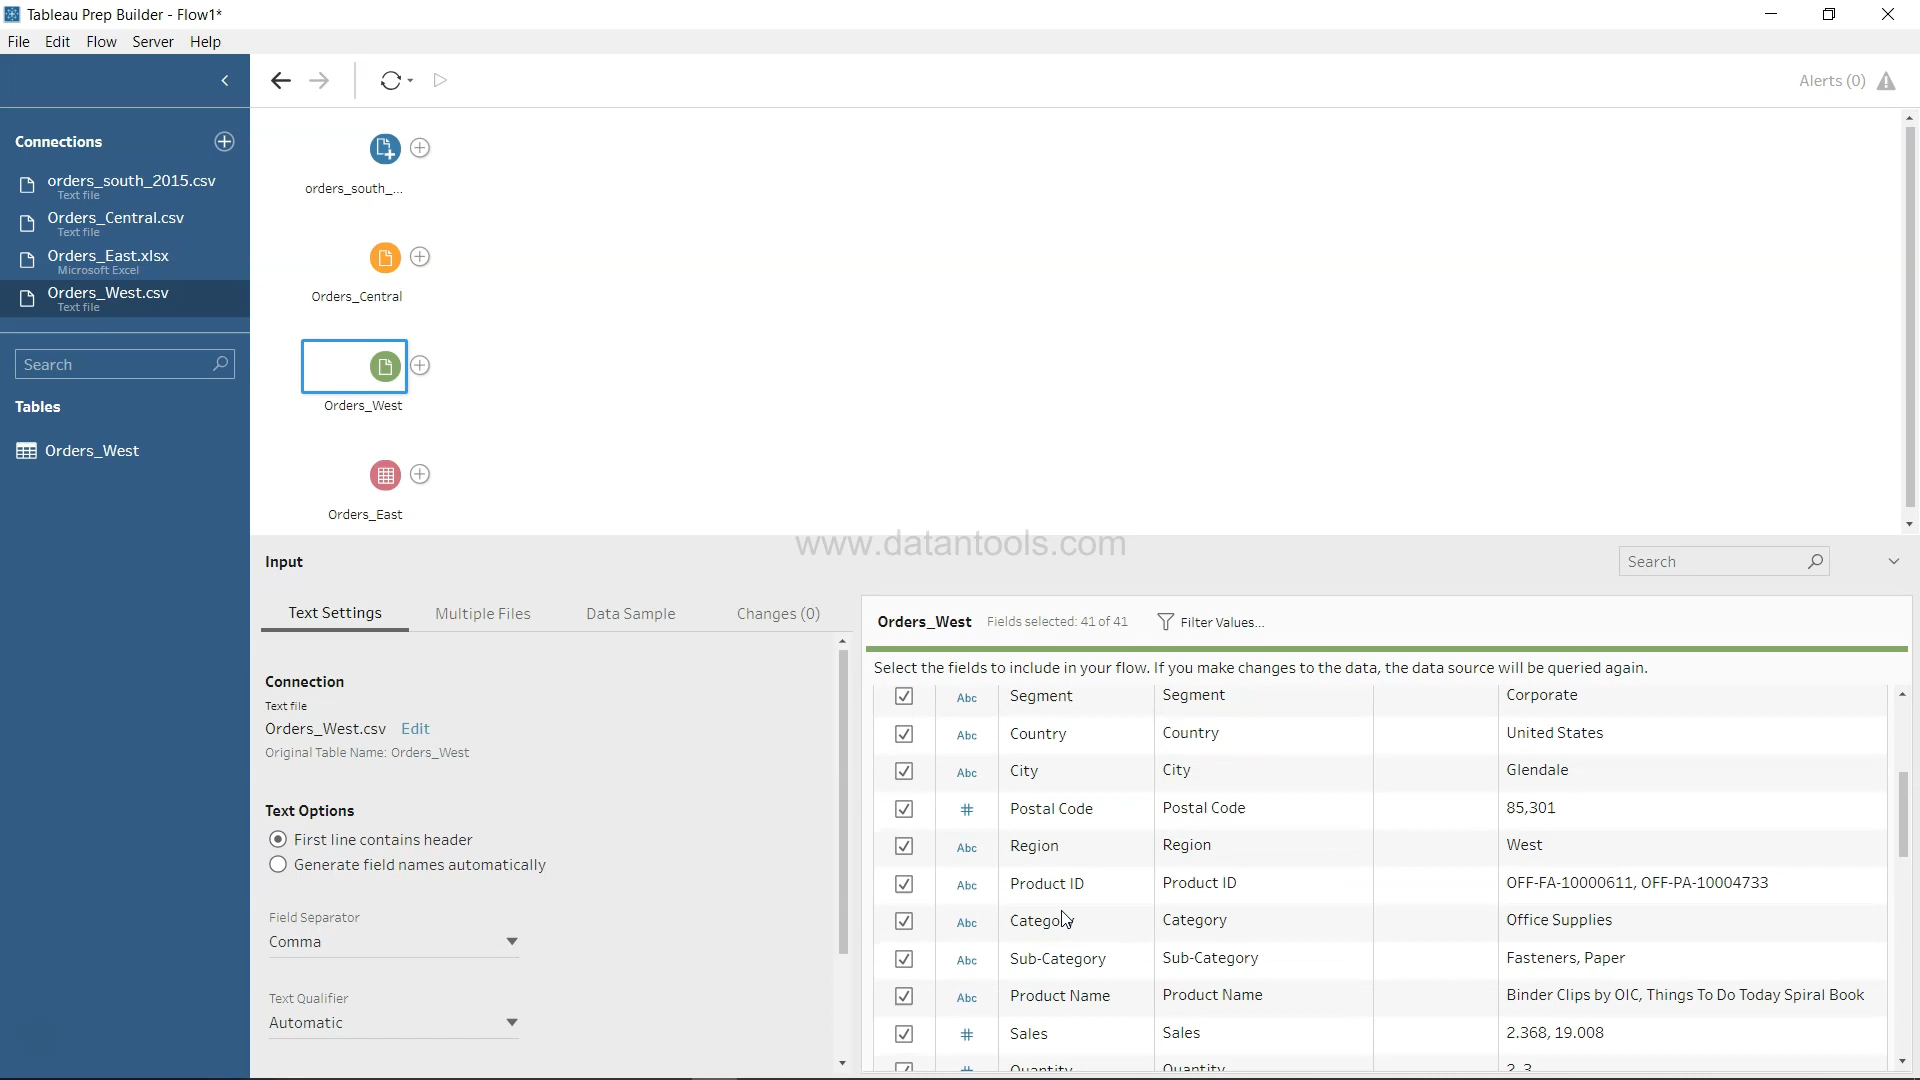 Tableau Prep Builder - Flow1*
File Edit Flow Server Help
Alerts (0)
Connections
orders_south_2015.csv
Text file
Orders_Central.csv
Text file
Orders_East.xlsx
Microsoft Excel
Orders_West.csv
Text file
Search
Tables
Orders_West
orders_south_...
Orders_Central
Orders_West
Orders_East
www.datantools.com
Input
Search
Text Settings Multiple Files Data Sample Changes (0)
Connection
Text file
Orders_West.csv Edit
Original Table Name: Orders_West
Text Options
First line contains header
Generate field names automatically
Field Separator
Comma
Text Qualifier
Automatic
Orders_West Fields selected: 41 of 41 Filter Values...
Select the fields to include in your flow. If you make changes to the data, the data source will be queried again.
Abc Segment Segment Corporate
Abc Country Country United States
Abc City City Glendale
# Postal Code Postal Code 85,301
Abc Region Region West
Abc Product ID Product ID OFF-FA-10000611, OFF-PA-10004733
Abc Category Category Office Supplies
Abc Sub-Category Sub-Category Fasteners, Paper
Abc Product Name Product Name Binder Clips by OIC, Things To Do Today Spiral Book
# Sales Sales 2.368, 19.008
# Quantity Quantity 2, 3